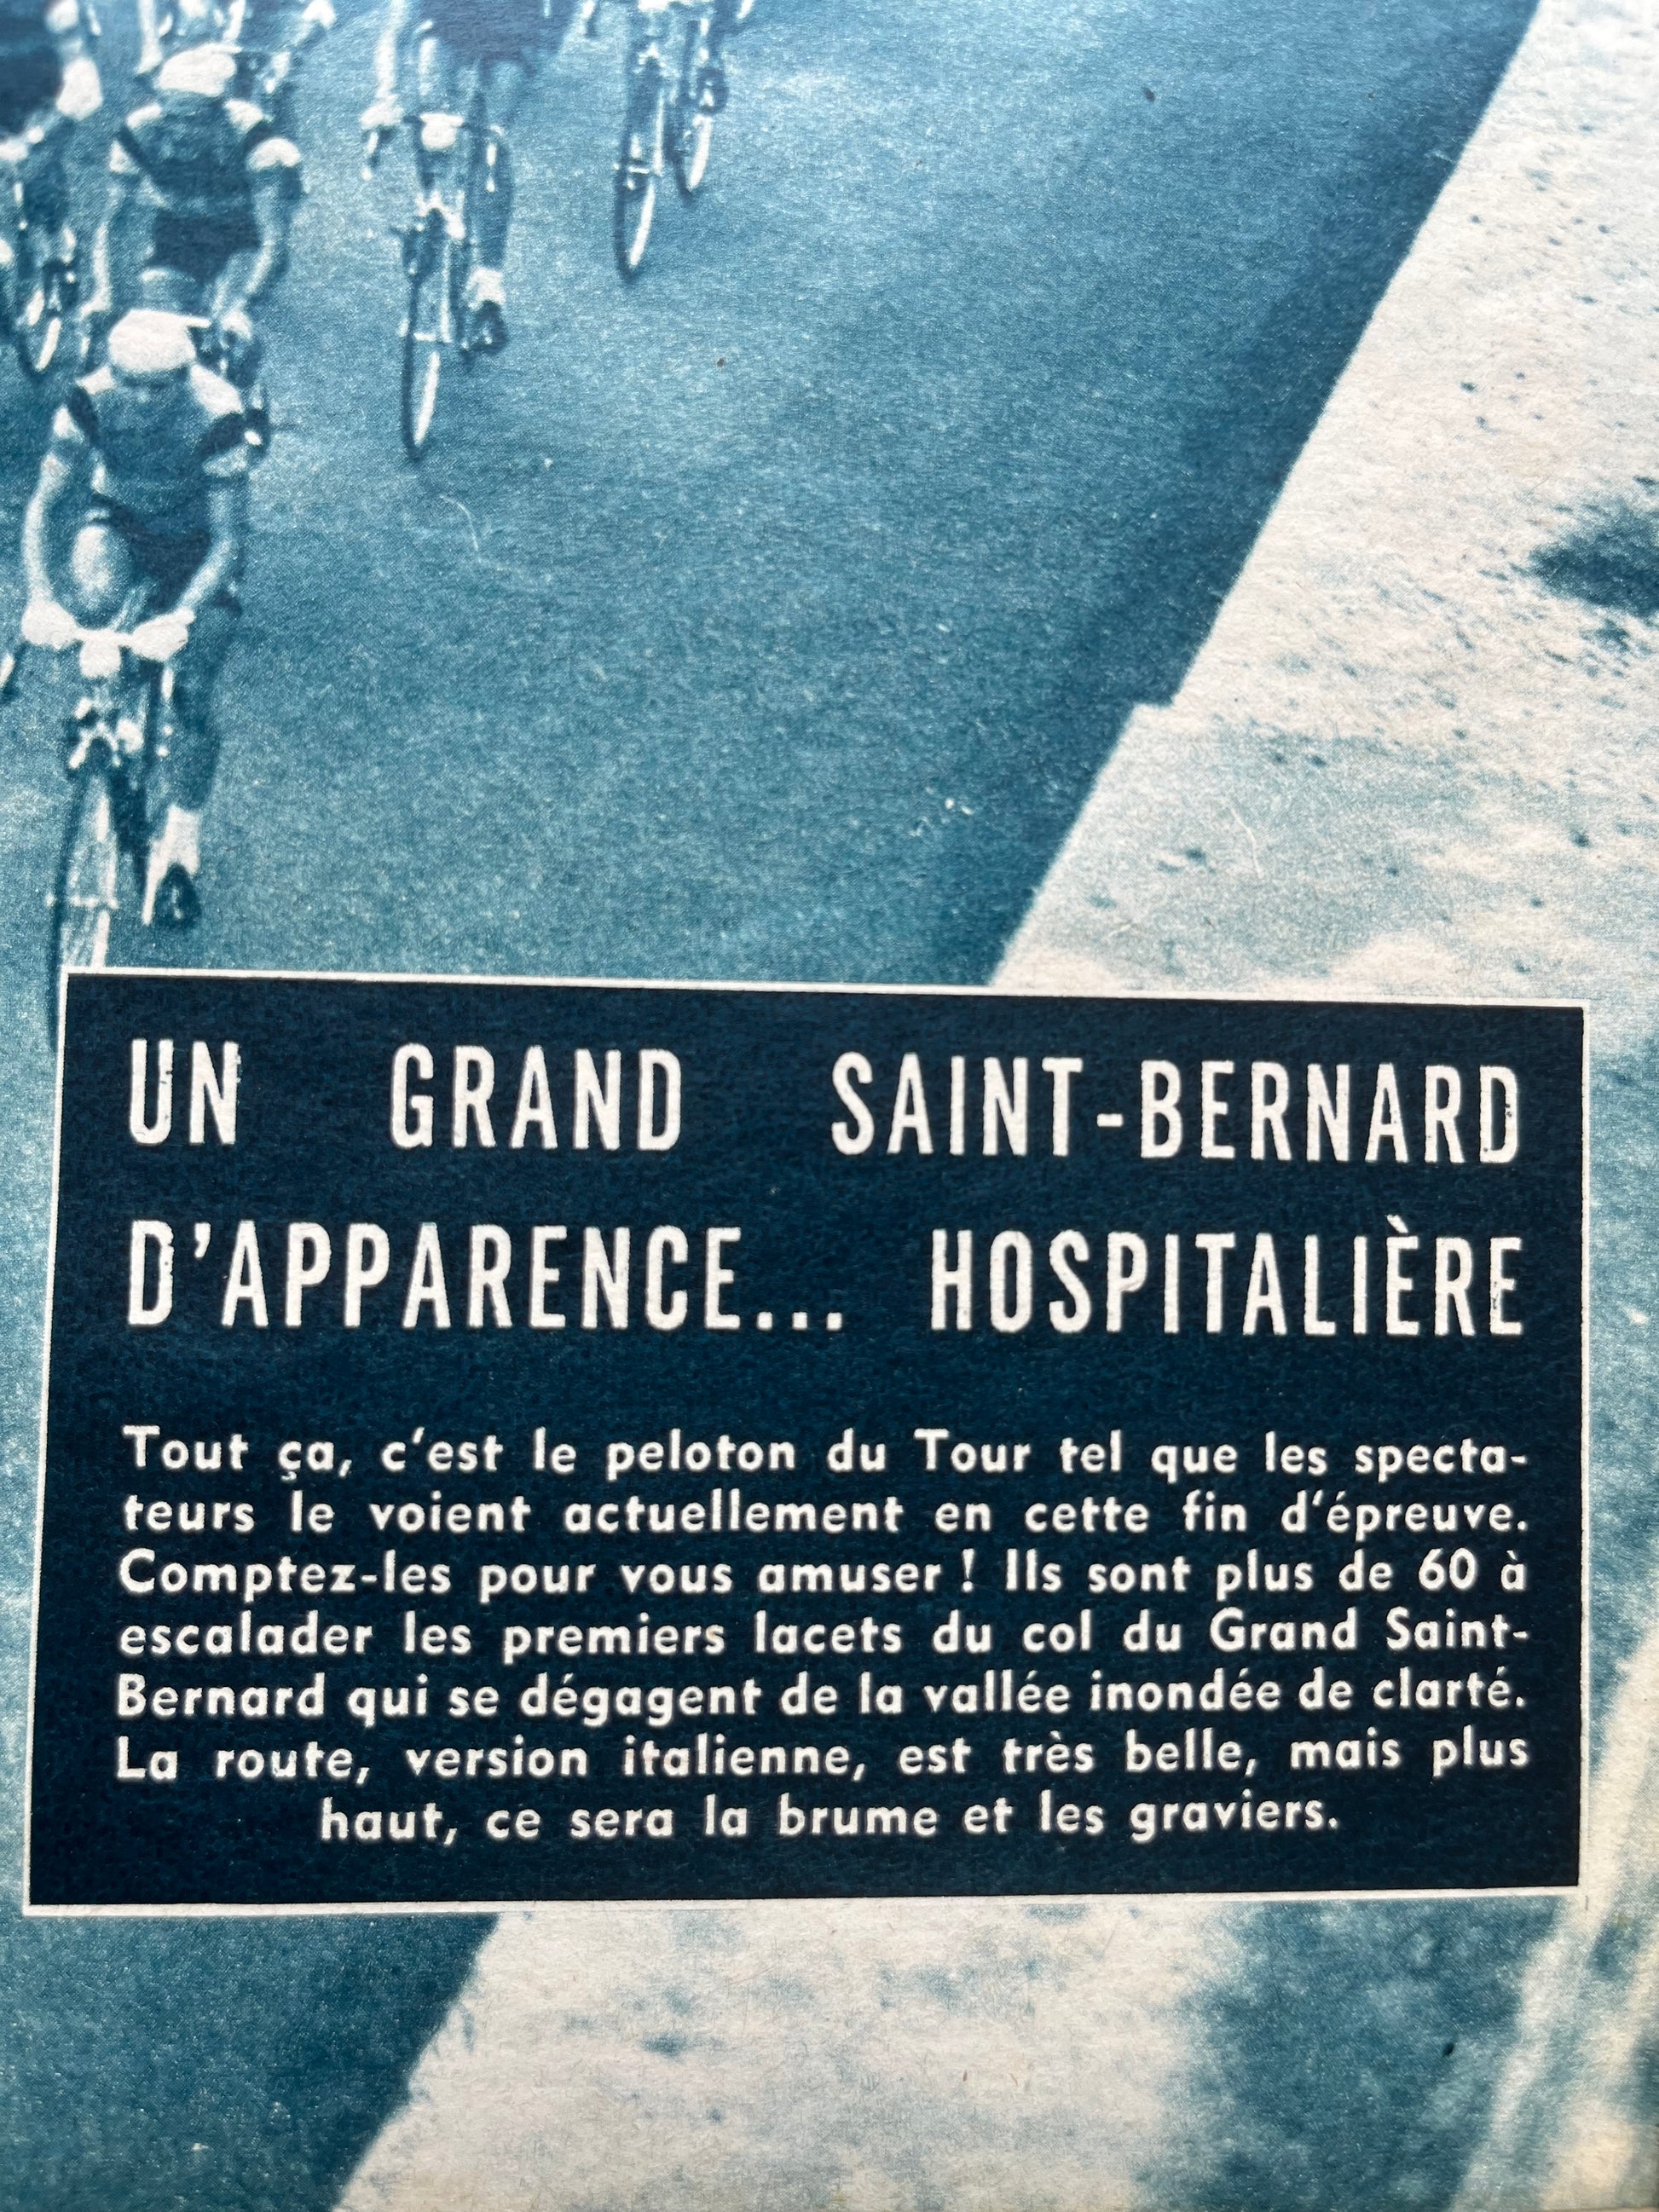 UN GRAND SAINT-BERNARD
D'APPARENCE... HOSPITALIÈRE
Tout ça, c'est le peloton du Tour tel que les specta-
teurs le voient actuellement en cette fin d'épreuve.
Comptez-les pour vous amuser ! Ils sont plus de 60 à
escalader les premiers lacets du col du Grand Saint-
Bernard qui se dégagent de la vallée inondée de clarté.
La route, version italienne, est très belle, mais plus
haut, ce sera la brume et les graviers.